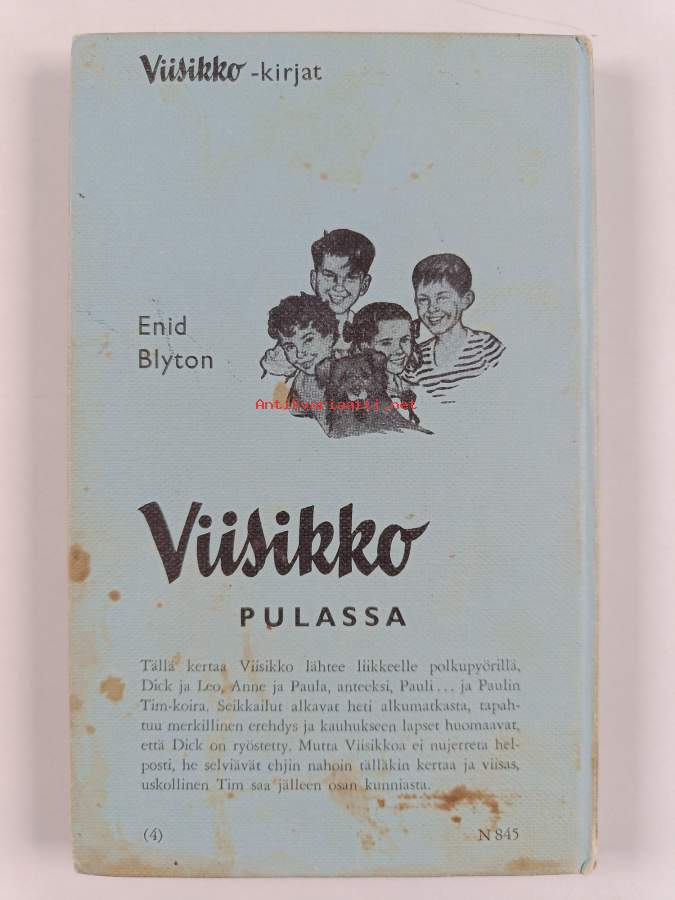 Viisikko -kirjat
Enid
Blyton
Antikvariaatti.net
Viisikko
PULASSA
Tällä kertaa Viisikko lähtee liikkeelle polkupyörillä,
Dick ja Leo, Anne ja Paula, anteeksi, Pauli... ja Paulin
Tim-koira. Seikkailut alkavat heti alkumatkasta, tapah-
tuu merkillinen erehdys ja kauhukseen lapset huomaavat,
että Dick on ryöstetty. Mutta Viisikkoa ei nujerreta hel-
posti, he selviävät ehjin nahoin tälläkin kertaa ja viisas,
uskollinen Tim saa jälleen osan kunniasta.
(4) N 845